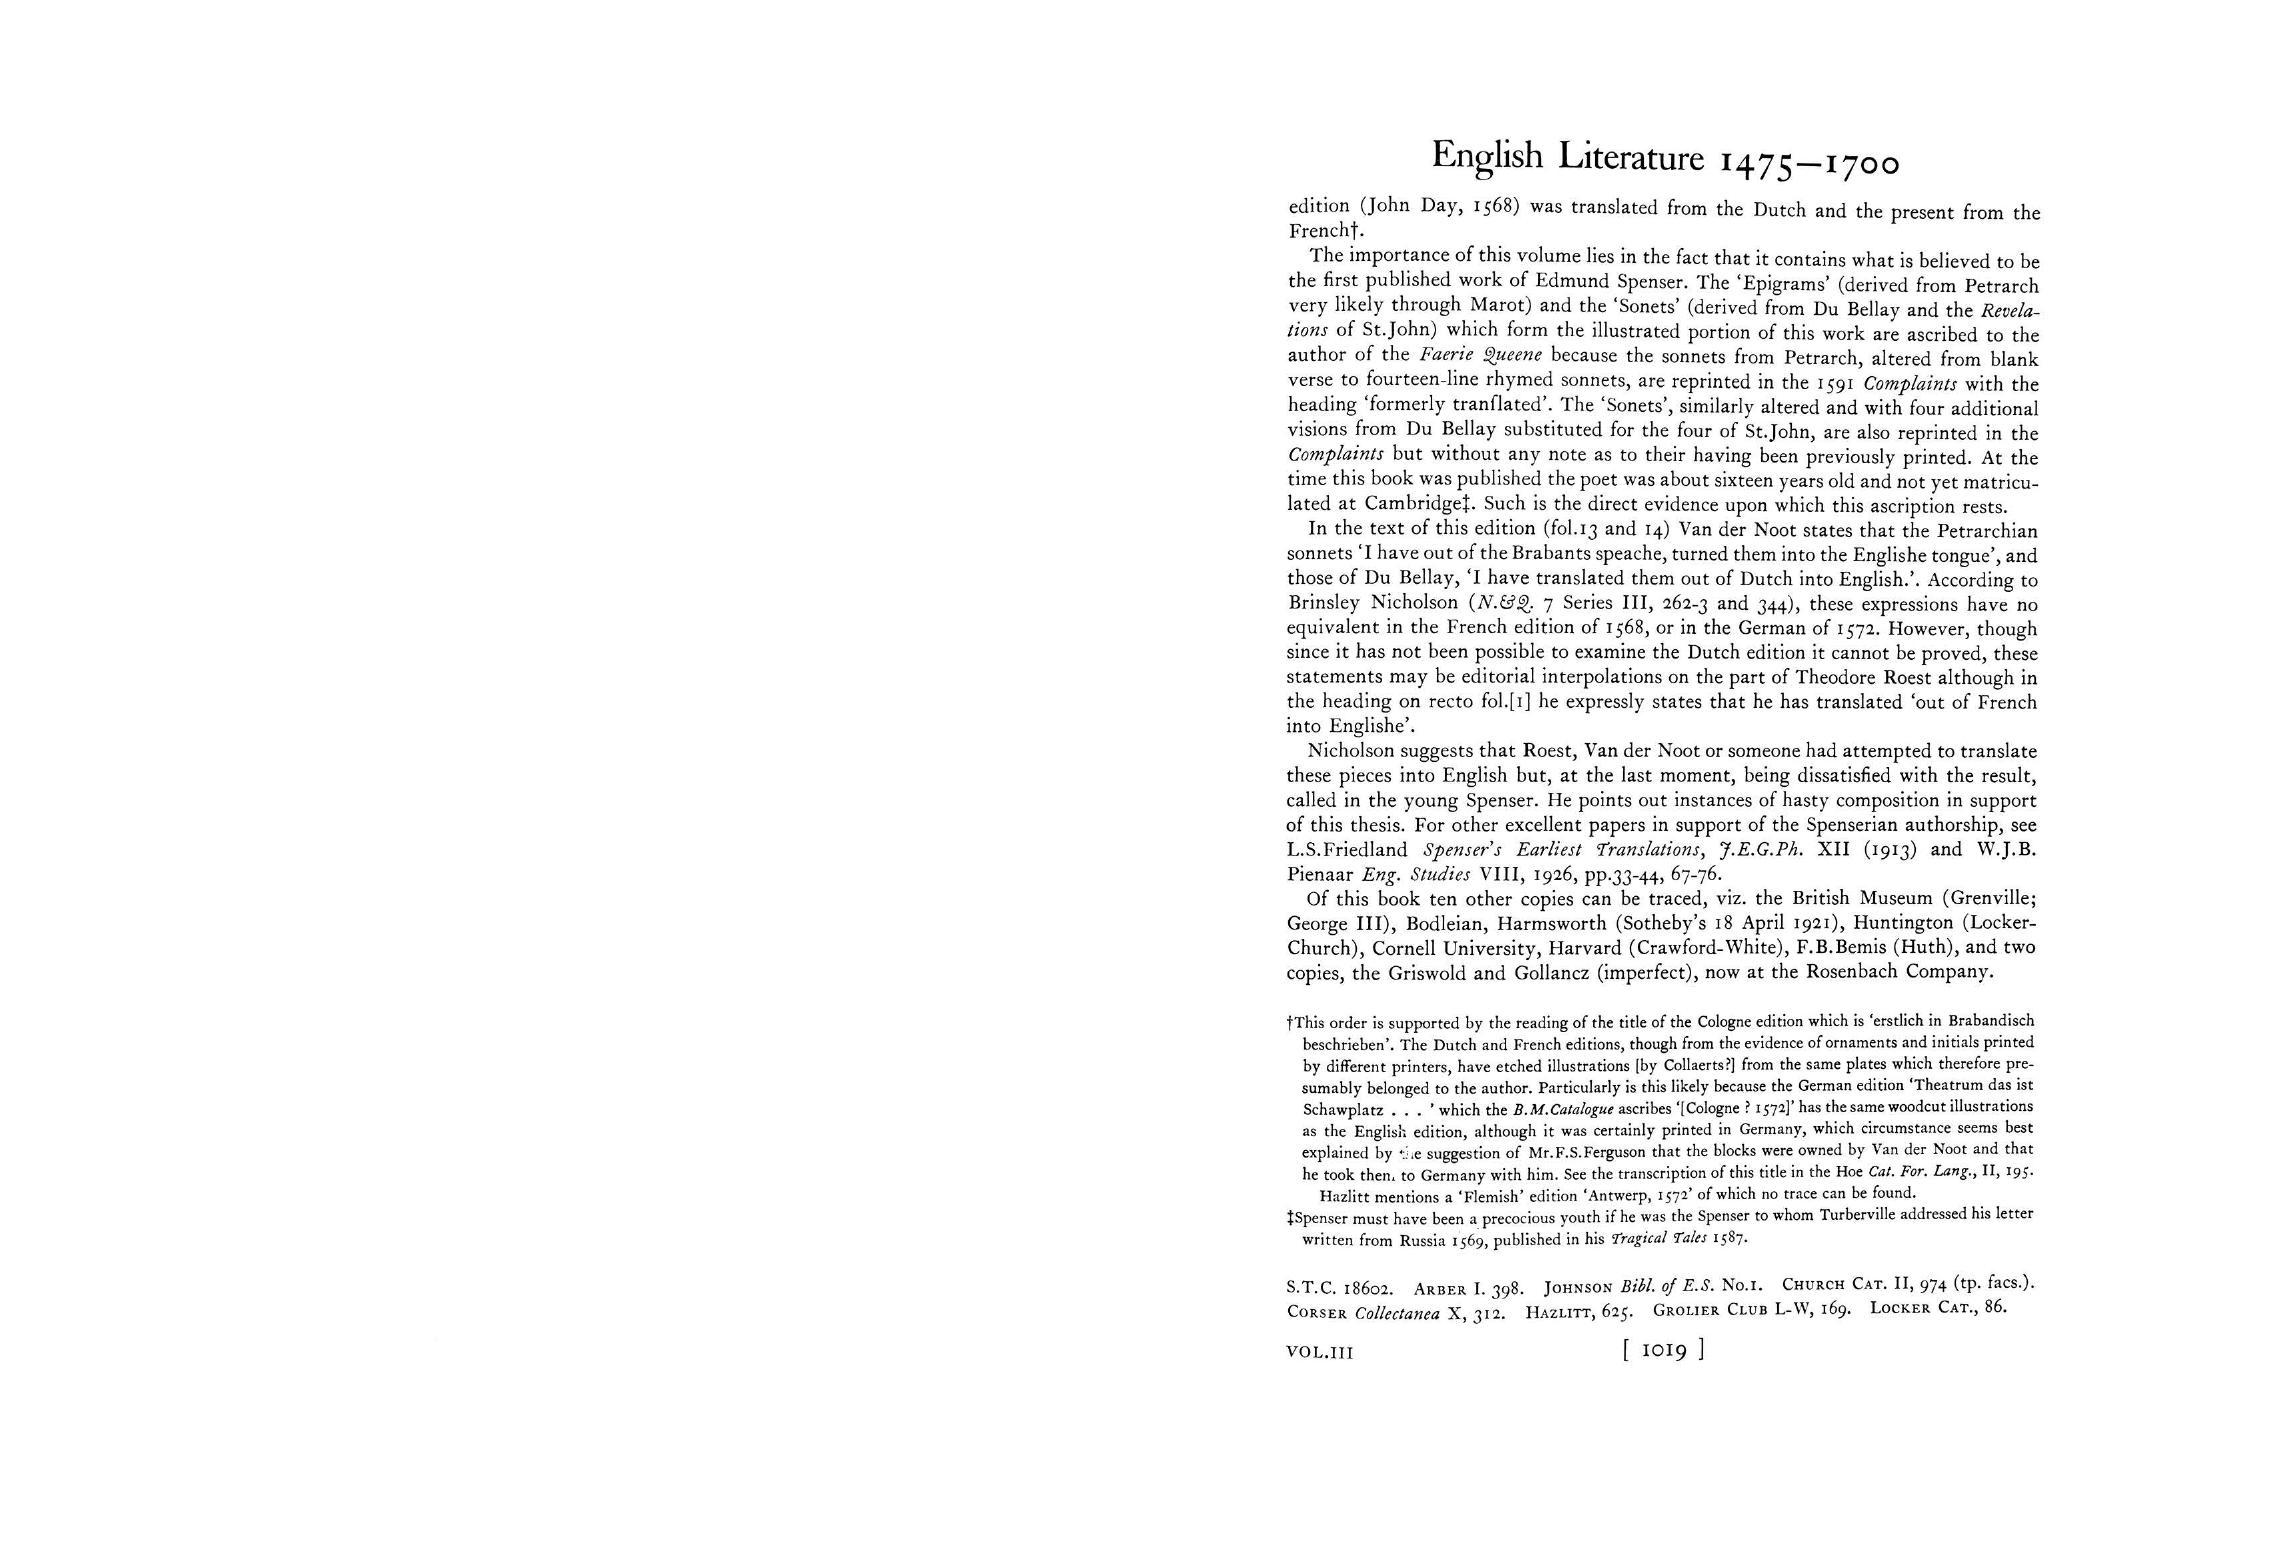 English Literature 1475—1700
edition (John Day, 1568) was translated from the Dutch and the present from the
French†.
The importance of this volume lies in the fact that it contains what is believed to be
the first published work of Edmund Spenser. The ‘Epigrams’ (derived from Petrarch
very likely through Marot) and the ‘Sonets’ (derived from Du Bellay and the Revela-
tions of St.John) which form the illustrated portion of this work are ascribed to the
author of the Faerie Queene because the sonnets from Petrarch, altered from blank
verse to fourteen-line rhymed sonnets, are reprinted in the 1591 Complaints with the
heading ‘formerly tranſlated’. The ‘Sonets’, similarly altered and with four additional
visions from Du Bellay substituted for the four of St.John, are also reprinted in the
Complaints but without any note as to their having been previously printed. At the
time this book was published the poet was about sixteen years old and not yet matricu-
lated at Cambridge‡. Such is the direct evidence upon which this ascription rests.
In the text of this edition (fol.13 and 14) Van der Noot states that the Petrarchian
sonnets ‘I have out of the Brabants speache, turned them into the Englishe tongue’, and
those of Du Bellay, ‘I have translated them out of Dutch into English.’. According to
Brinsley Nicholson (N.&Q. 7 Series III, 262-3 and 344), these expressions have no
equivalent in the French edition of 1568, or in the German of 1572. However, though
since it has not been possible to examine the Dutch edition it cannot be proved, these
statements may be editorial interpolations on the part of Theodore Roest although in
the heading on recto fol.[1] he expressly states that he has translated ‘out of French
into Englishe’.
Nicholson suggests that Roest, Van der Noot or someone had attempted to translate
these pieces into English but, at the last moment, being dissatisfied with the result,
called in the young Spenser. He points out instances of hasty composition in support
of this thesis. For other excellent papers in support of the Spenserian authorship, see
L.S.Friedland Spenser's Earliest Translations, J.E.G.Ph. XII (1913) and W.J.B.
Pienaar Eng. Studies VIII, 1926, pp.33-44, 67-76.
Of this book ten other copies can be traced, viz. the British Museum (Grenville;
George III), Bodleian, Harmsworth (Sotheby's 18 April 1921), Huntington (Locker-
Church), Cornell University, Harvard (Crawford-White), F.B.Bemis (Huth), and two
copies, the Griswold and Gollancz (imperfect), now at the Rosenbach Company.
†This order is supported by the reading of the title of the Cologne edition which is ‘erstlich in Brabandisch
beschrieben’. The Dutch and French editions, though from the evidence of ornaments and initials printed
by different printers, have etched illustrations [by Collaerts?] from the same plates which therefore pre-
sumably belonged to the author. Particularly is this likely because the German edition ‘Theatrum das ist
Schawplatz . . . ’ which the B.M.Catalogue ascribes ‘[Cologne ? 1572]’ has the same woodcut illustrations
as the English edition, although it was certainly printed in Germany, which circumstance seems best
explained by the suggestion of Mr.F.S.Ferguson that the blocks were owned by Van der Noot and that
he took them to Germany with him. See the transcription of this title in the Hoe Cat. For. Lang., II, 195.
Hazlitt mentions a ‘Flemish’ edition ‘Antwerp, 1572’ of which no trace can be found.
‡Spenser must have been a precocious youth if he was the Spenser to whom Turberville addressed his letter
written from Russia 1569, published in his Tragical Tales 1587.
S.T.C. 18602. ARBER I. 398. JOHNSON Bibl. of E.S. No.1. CHURCH CAT. II, 974 (tp. facs.).
CORSER Collectanea X, 312. HAZLITT, 625. GROLIER CLUB L-W, 169. LOCKER CAT., 86.
VOL.III [ 1019 ]